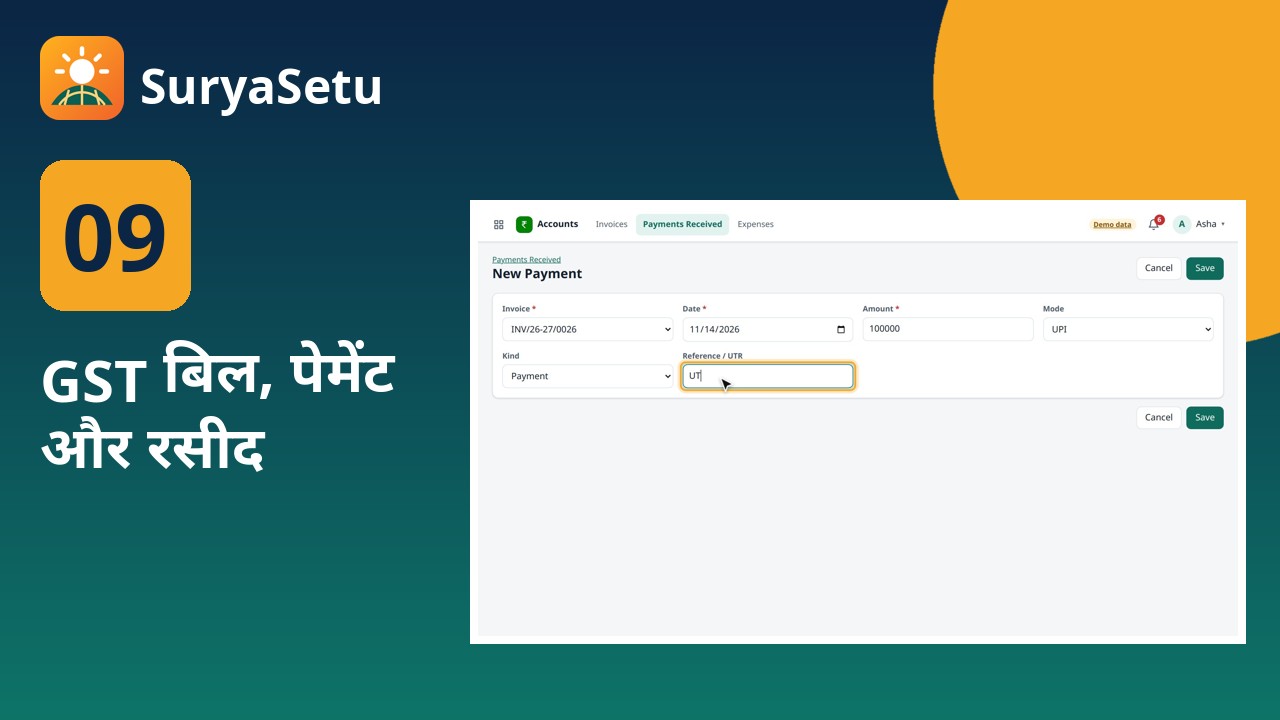 SuryaSetu
09
GST बिल, पेमेंट
और रसीद
₹ Accounts Invoices Payments Received Expenses Demo data 6 A Asha
Payments Received
New Payment
Cancel Save
Invoice * Date * Amount * Mode
INV/26-27/0026 11/14/2026 100000 UPI
Kind Reference / UTR
Payment UT
Cancel Save